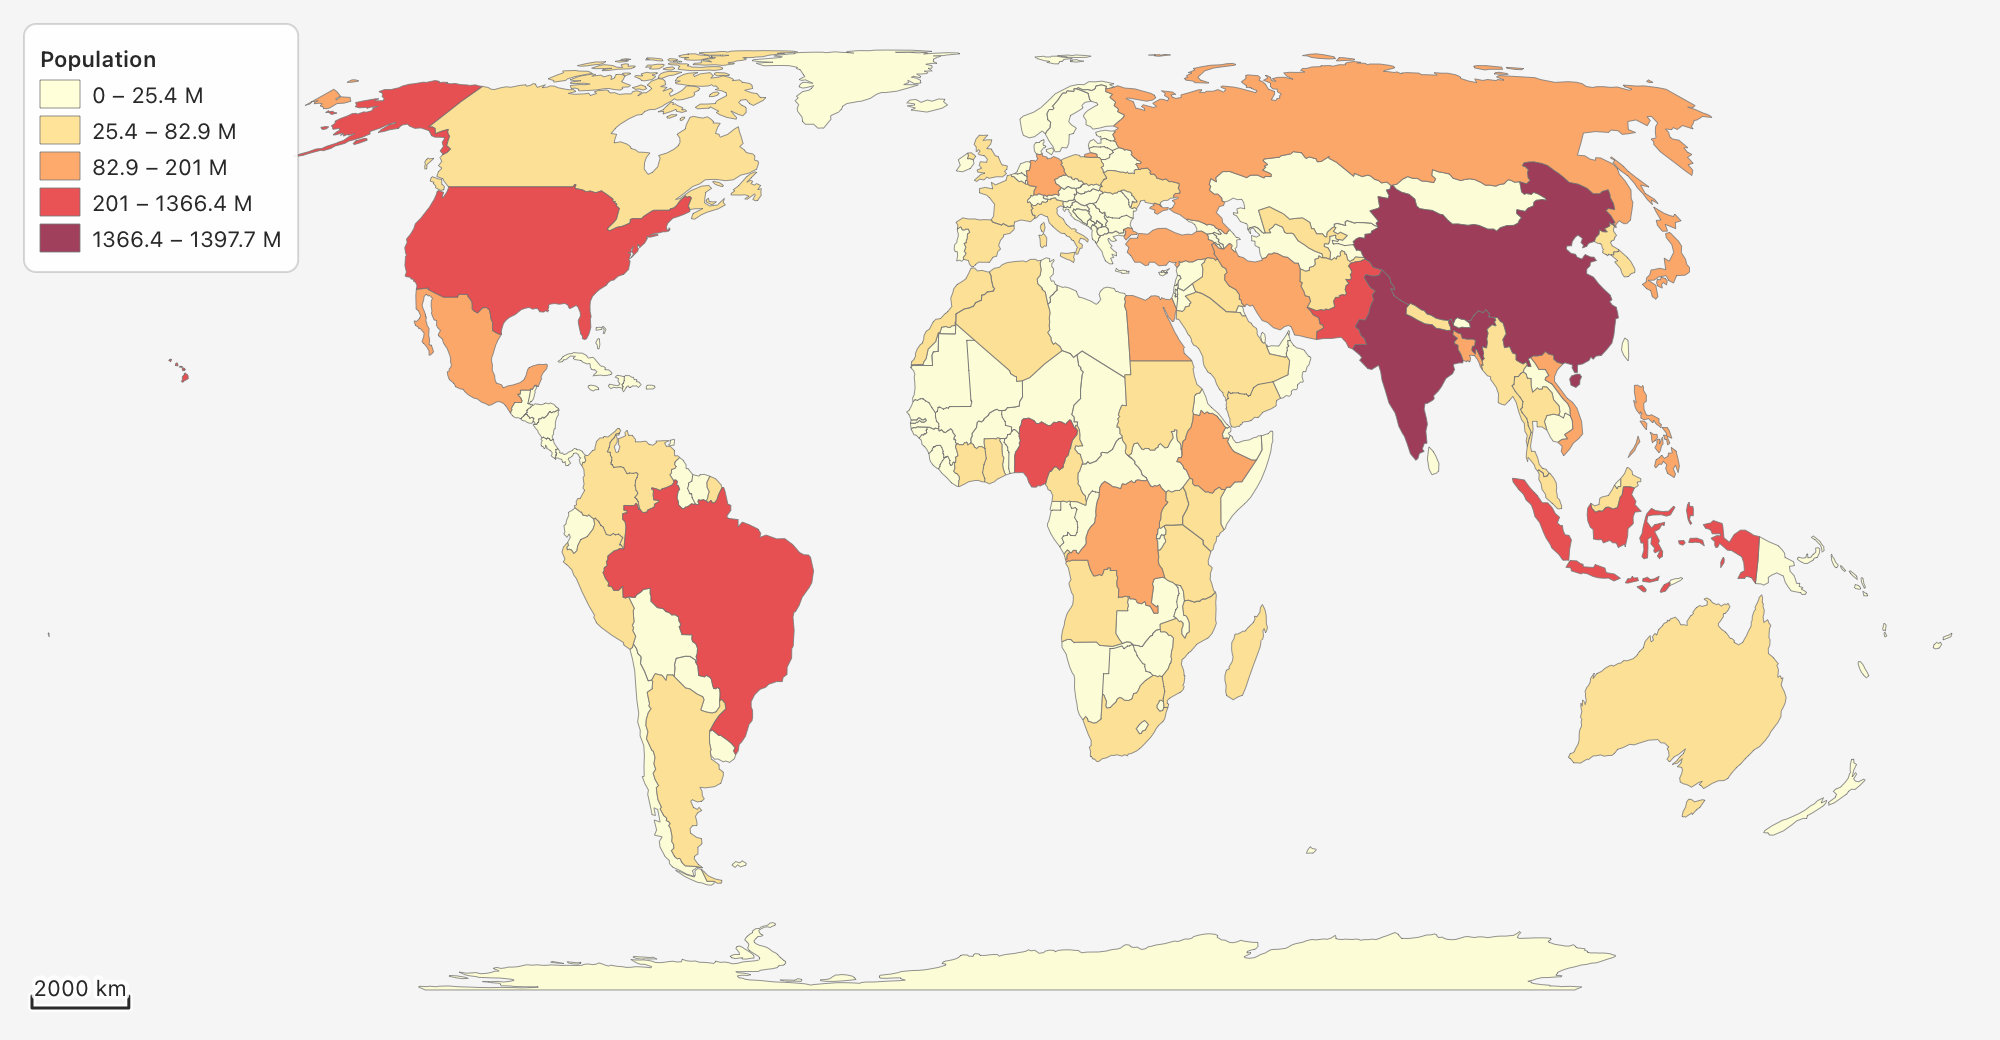 Population
0 – 25.4 M
25.4 – 82.9 M
82.9 – 201 M
201 – 1366.4 M
1366.4 – 1397.7 M
2000 km